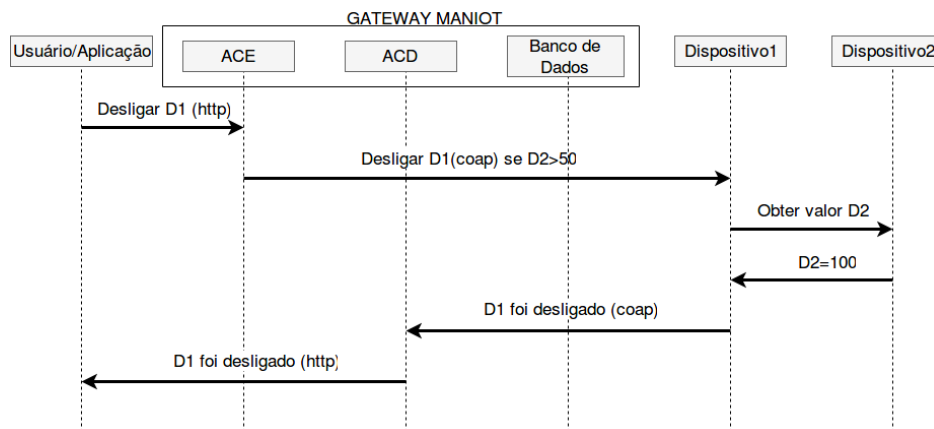 GATEWAY MANIOT
Usuário/Aplicação
ACE
ACD
Banco de
Dados
Dispositivo1
Dispositivo2
Desligar D1 (http)
Desligar D1(coap) se D2>50
Obter valor D2
D2=100
D1 foi desligado (coap)
D1 foi desligado (http)